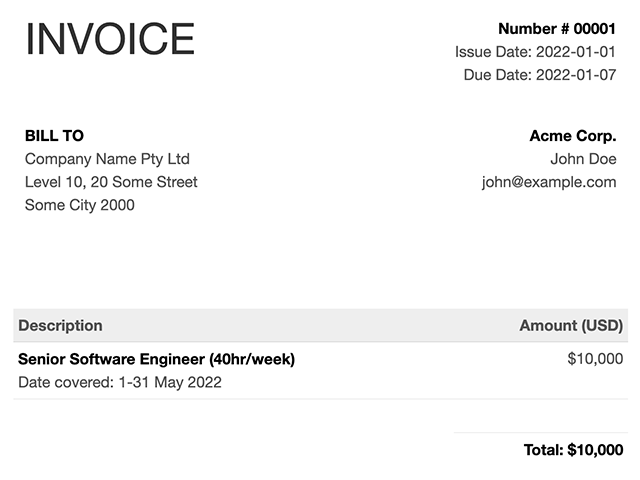 INVOICE
Number # 00001
Issue Date: 2022-01-01
Due Date: 2022-01-07
BILL TO
Company Name Pty Ltd
Level 10, 20 Some Street
Some City 2000
Acme Corp.
John Doe
john@example.com
Description Amount (USD)
Senior Software Engineer (40hr/week) $10,000
Date covered: 1-31 May 2022
Total: $10,000